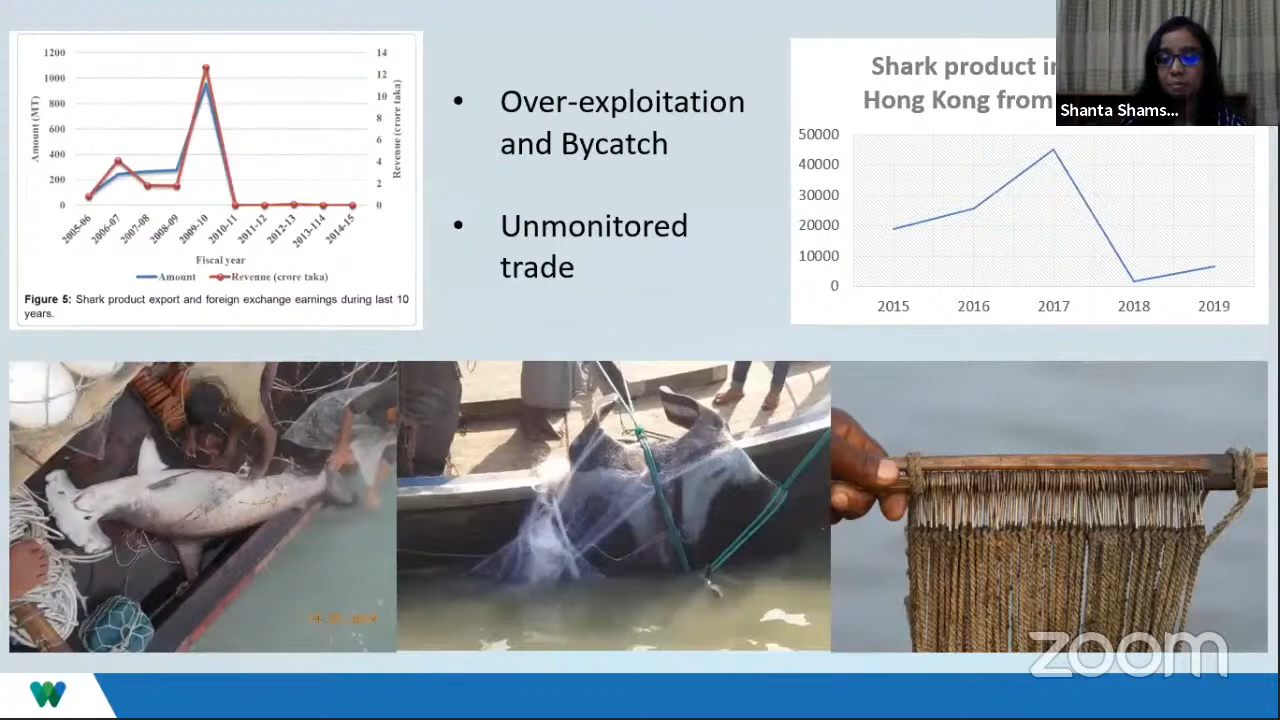 1200
1000
800
600
400
200
0
Amount (MT)
14
12
10
8
6
4
2
0
Revenue (crore taka)
2005-06
2006-07
2007-08
2008-09
2009-10
2010-11
2011-12
2012-13
2013-114
2014-15
Fiscal year
Amount
Revenue (crore taka)
Figure 5: Shark product export and foreign exchange earnings during last 10
years.
• Over-exploitation
and Bycatch
• Unmonitored
trade
Shark product
Hong Kong from
50000
40000
30000
20000
10000
0
2015
2016
2017
2018
2019
Shanta Shams...
zoom